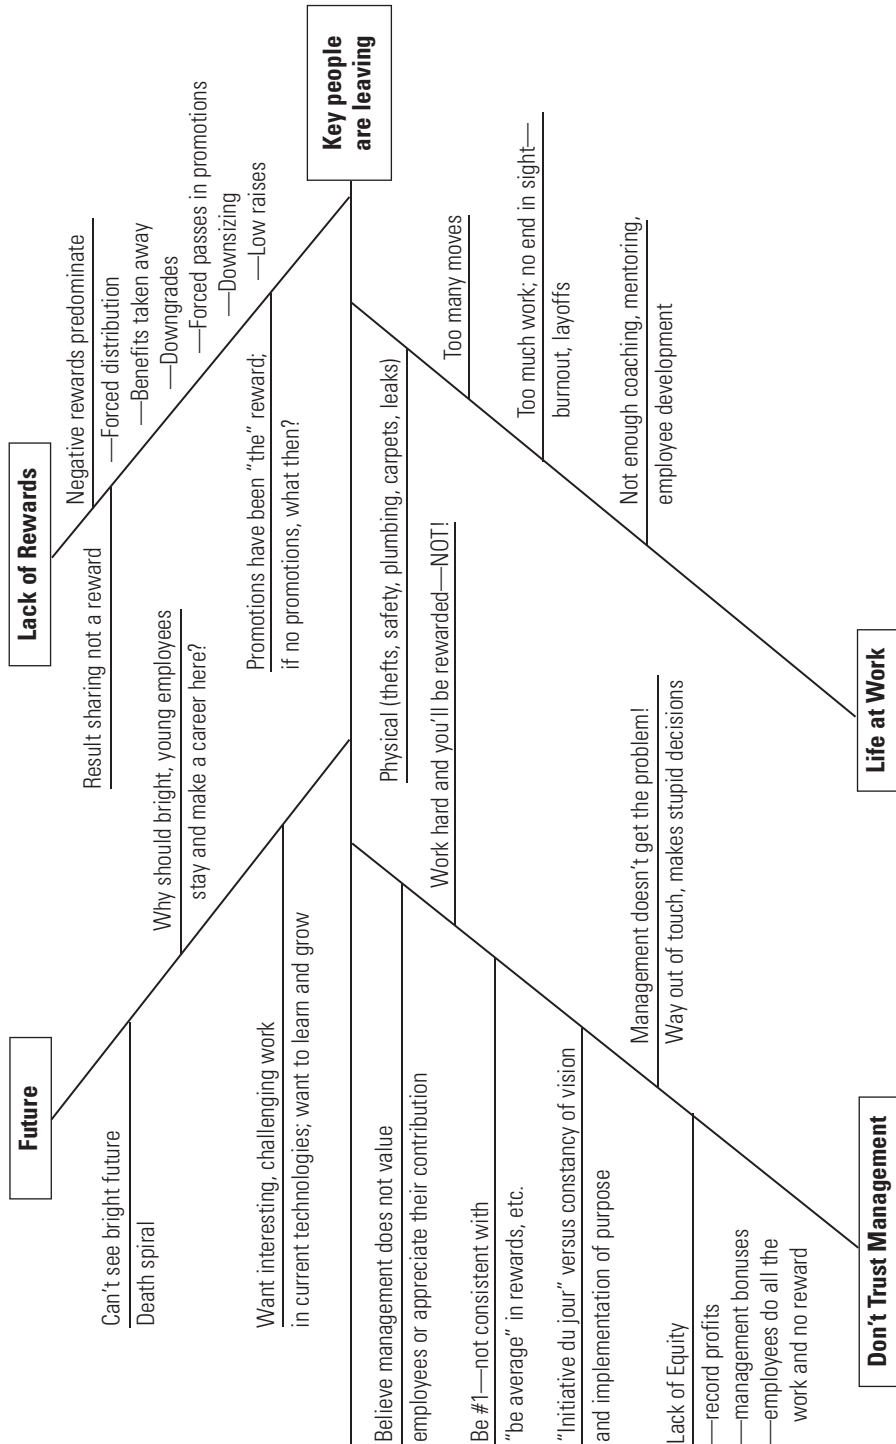 Future
Can't see bright future
Death spiral
Why should bright, young employees
stay and make a career here?
Want interesting, challenging work
in current technologies; want to learn and grow
Lack of Rewards
Result sharing not a reward
Negative rewards predominate
—Forced distribution
—Benefits taken away
—Downgrades
—Forced passes in promotions
—Downsizing
—Low raises
Promotions have been "the" reward;
if no promotions, what then?
Key people
are leaving
Believe management does not value
employees or appreciate their contribution
Work hard and you'll be rewarded—NOT!
Be #1—not consistent with
"be average" in rewards, etc.
"Initiative du jour" versus constancy of vision
and implementation of purpose
Management doesn't get the problem!
Way out of touch, makes stupid decisions
Lack of Equity
—record profits
—management bonuses
—employees do all the
work and no reward
Don't Trust Management
Physical (thefts, safety, plumbing, carpets, leaks)
Too many moves
Too much work; no end in sight—
burnout, layoffs
Not enough coaching, mentoring,
employee development
Life at Work